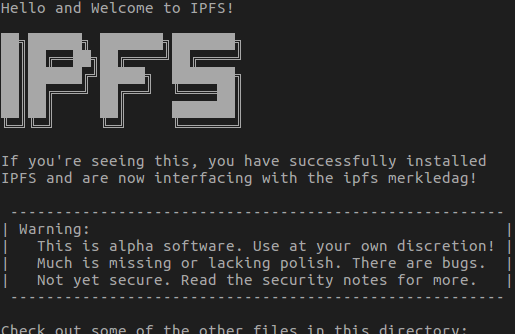 Hello and Welcome to IPFS!
IPFS
If you're seeing this, you have successfully installed
IPFS and are now interfacing with the ipfs merkledag!
-------------------------------------------------------
| Warning:                                              |
|   This is alpha software. Use at your own discretion! |
|   Much is missing or lacking polish. There are bugs.  |
|   Not yet secure. Read the security notes for more.   |
-------------------------------------------------------
Check out some of the other files in this directory: